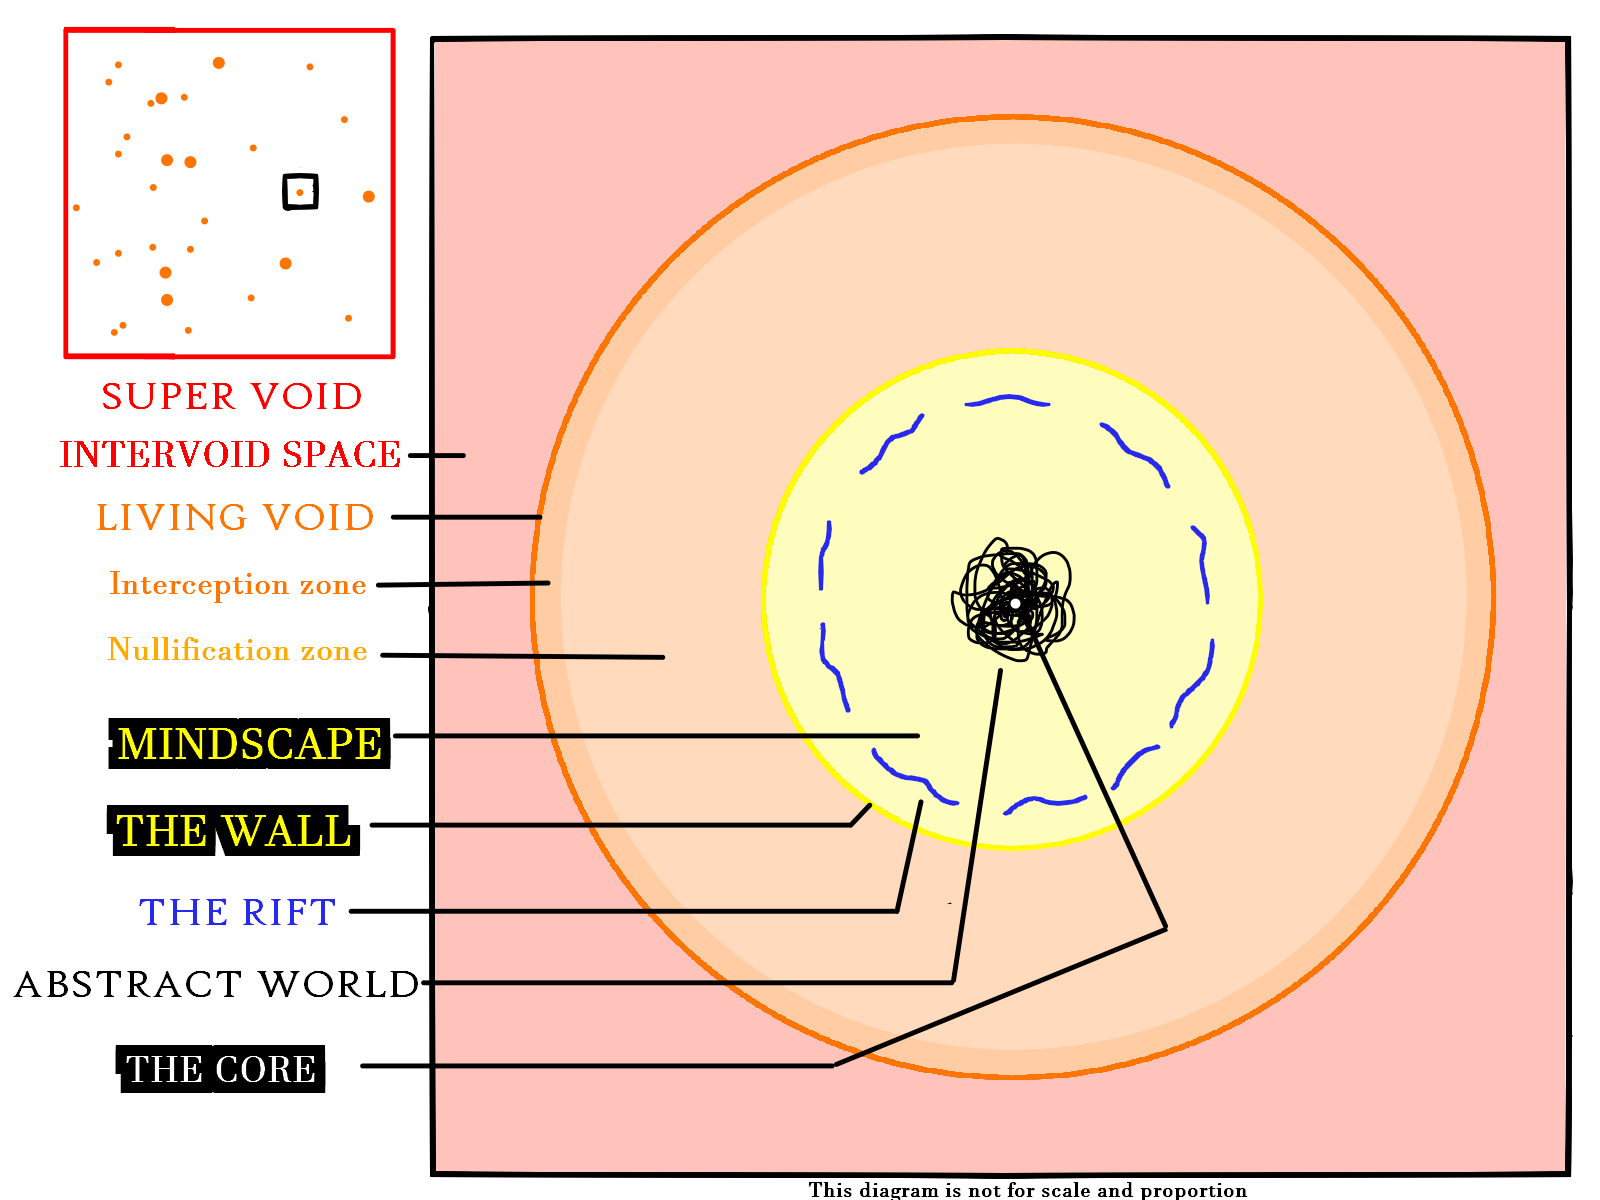 SUPER VOID
INTERVOID SPACE
LIVING VOID
Interception zone
Nullification zone
MINDSCAPE
THE WALL
THE RIFT
ABSTRACT WORLD
THE CORE
This diagram is not for scale and proportion